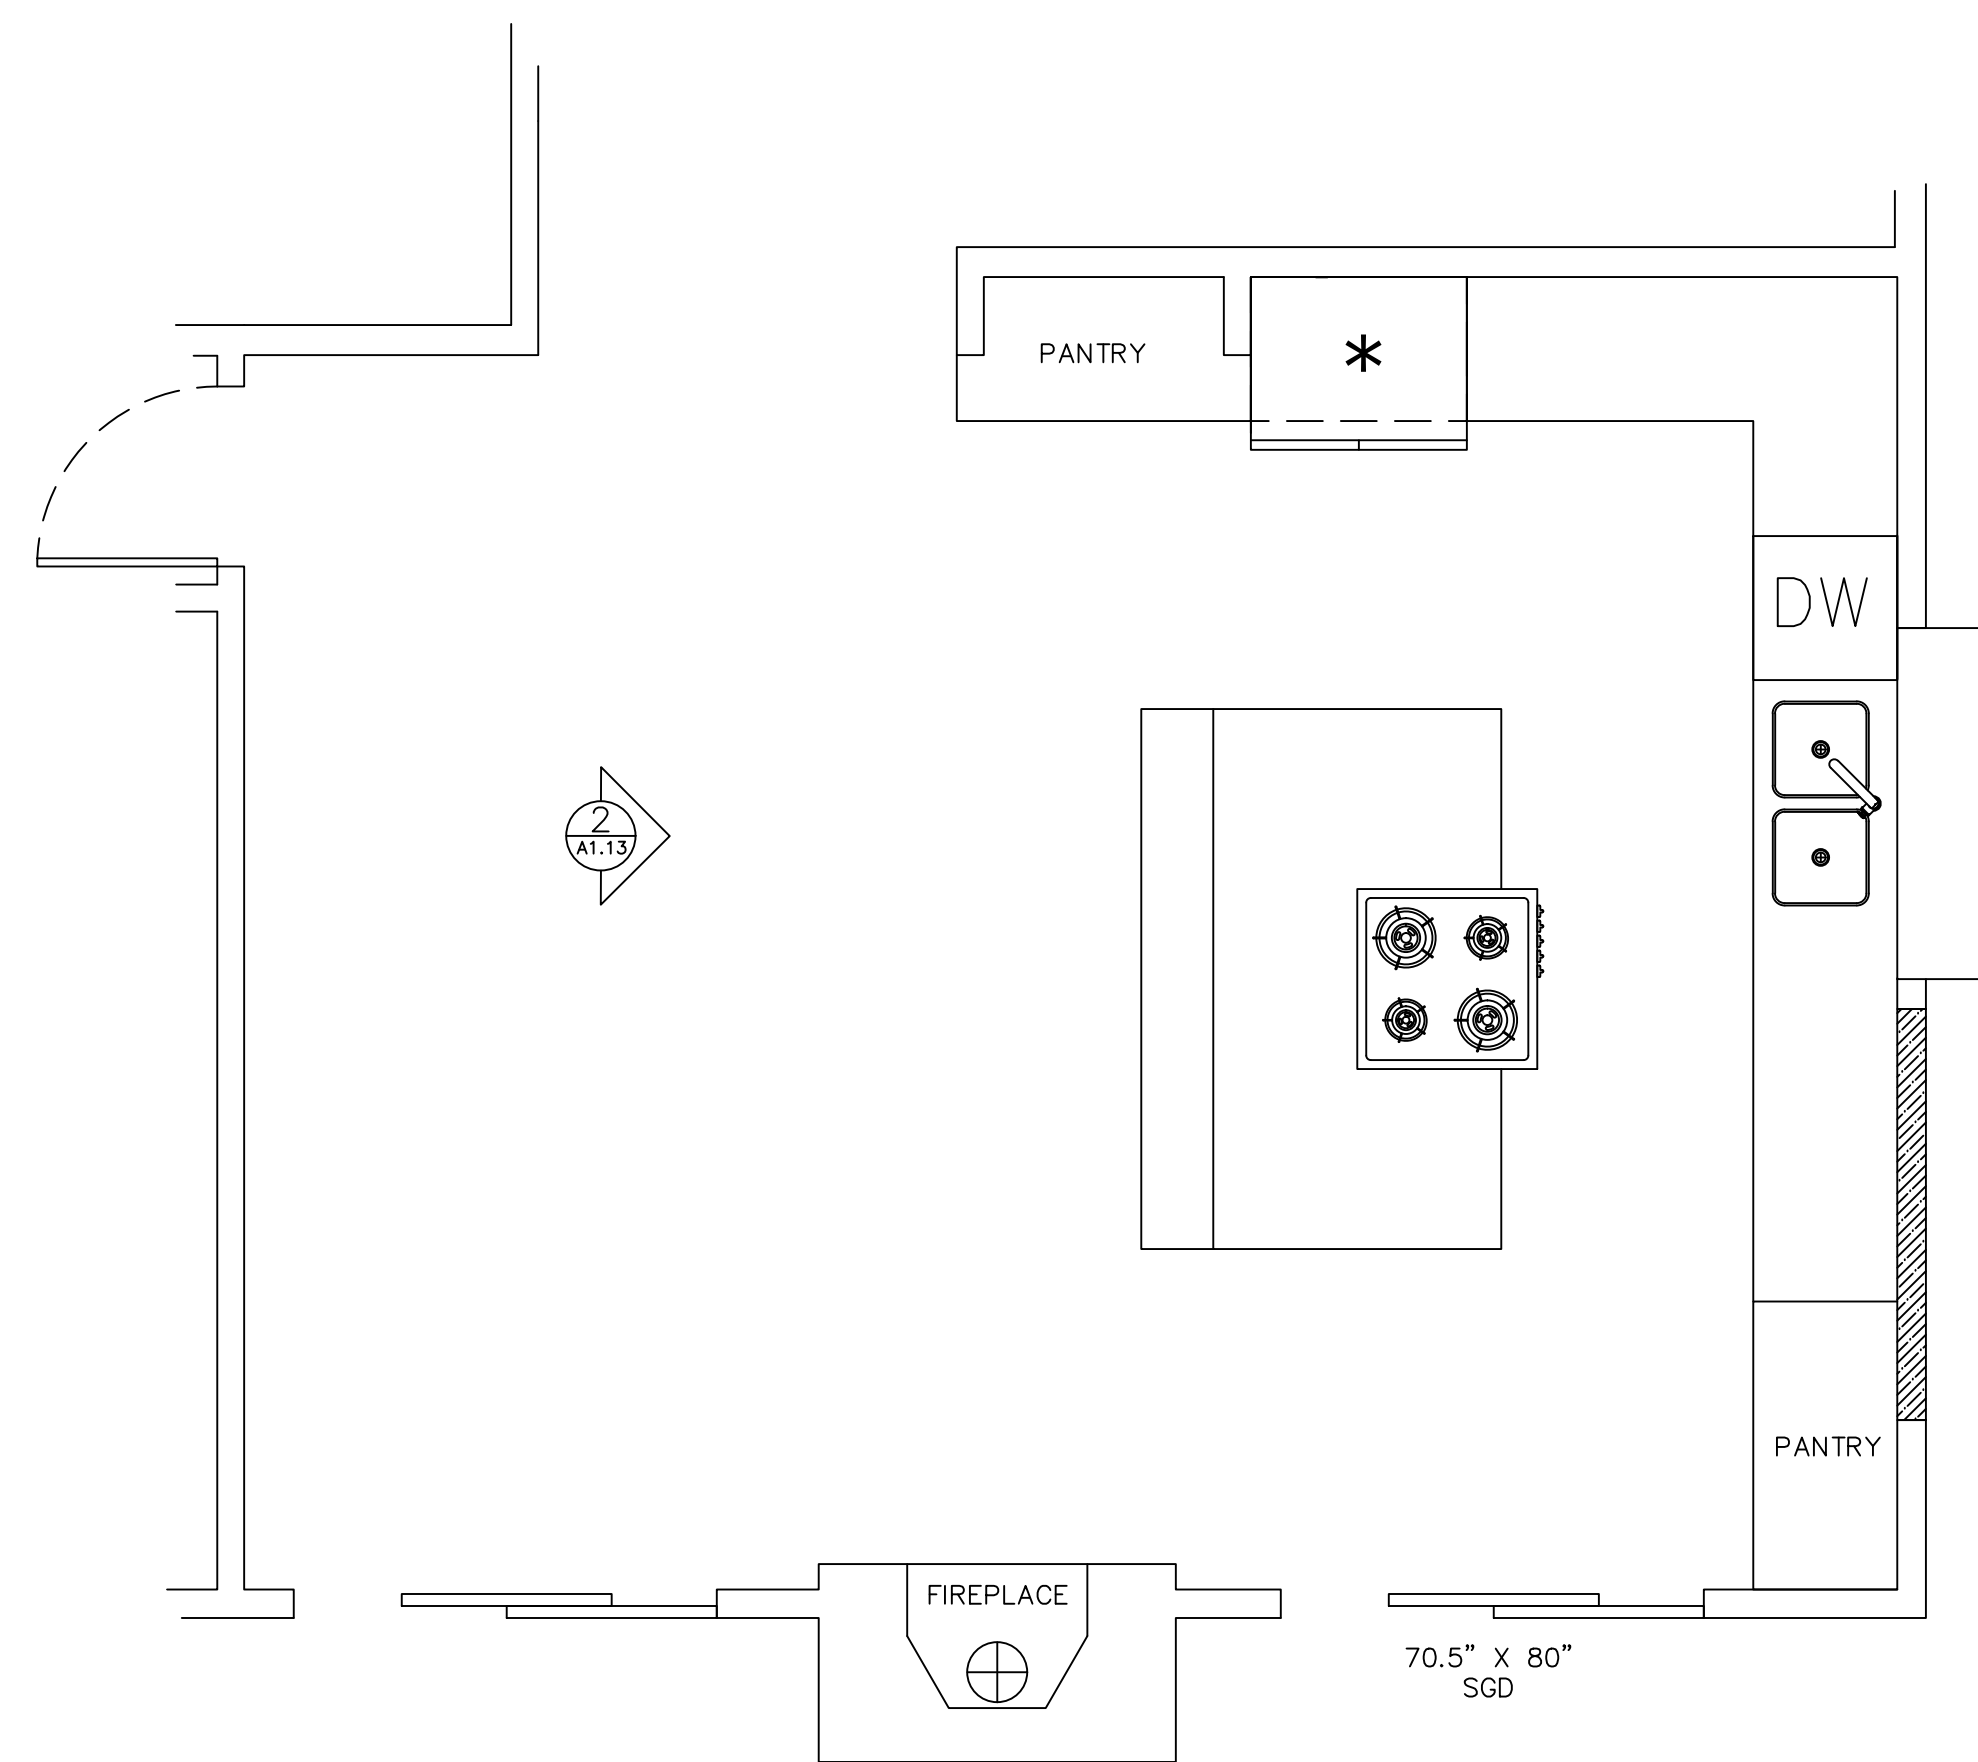 PANTRY
*
DW
2
A1.13
PANTRY
FIREPLACE
70.5” X 80”
SGD